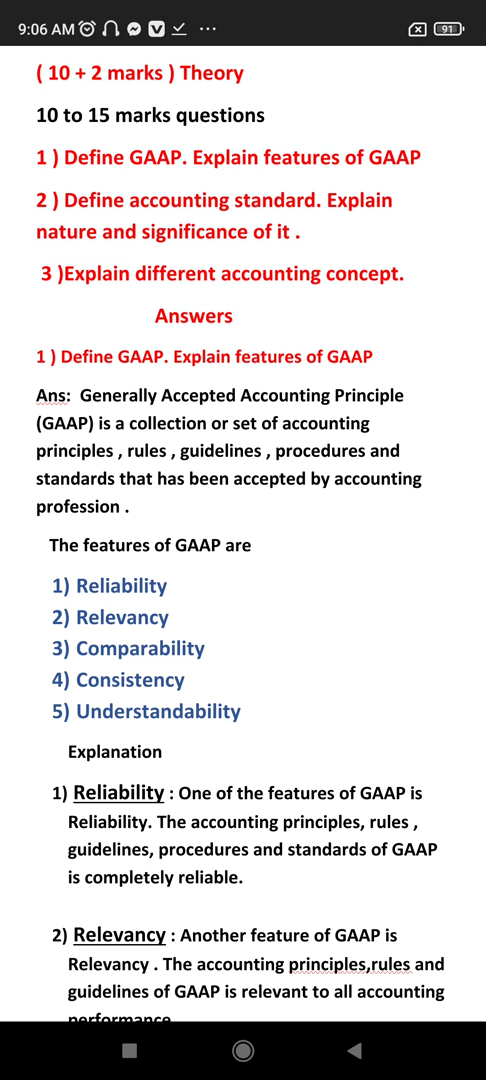 9:06 AM
91
( 10 + 2 marks ) Theory
10 to 15 marks questions
1 ) Define GAAP. Explain features of GAAP
2 ) Define accounting standard. Explain
nature and significance of it .
3 )Explain different accounting concept.
Answers
1 ) Define GAAP. Explain features of GAAP
Ans: Generally Accepted Accounting Principle
(GAAP) is a collection or set of accounting
principles , rules , guidelines , procedures and
standards that has been accepted by accounting
profession .
The features of GAAP are
1) Reliability
2) Relevancy
3) Comparability
4) Consistency
5) Understandability
Explanation
1) Reliability : One of the features of GAAP is
Reliability. The accounting principles, rules ,
guidelines, procedures and standards of GAAP
is completely reliable.
2) Relevancy : Another feature of GAAP is
Relevancy . The accounting principles,rules and
guidelines of GAAP is relevant to all accounting
performance